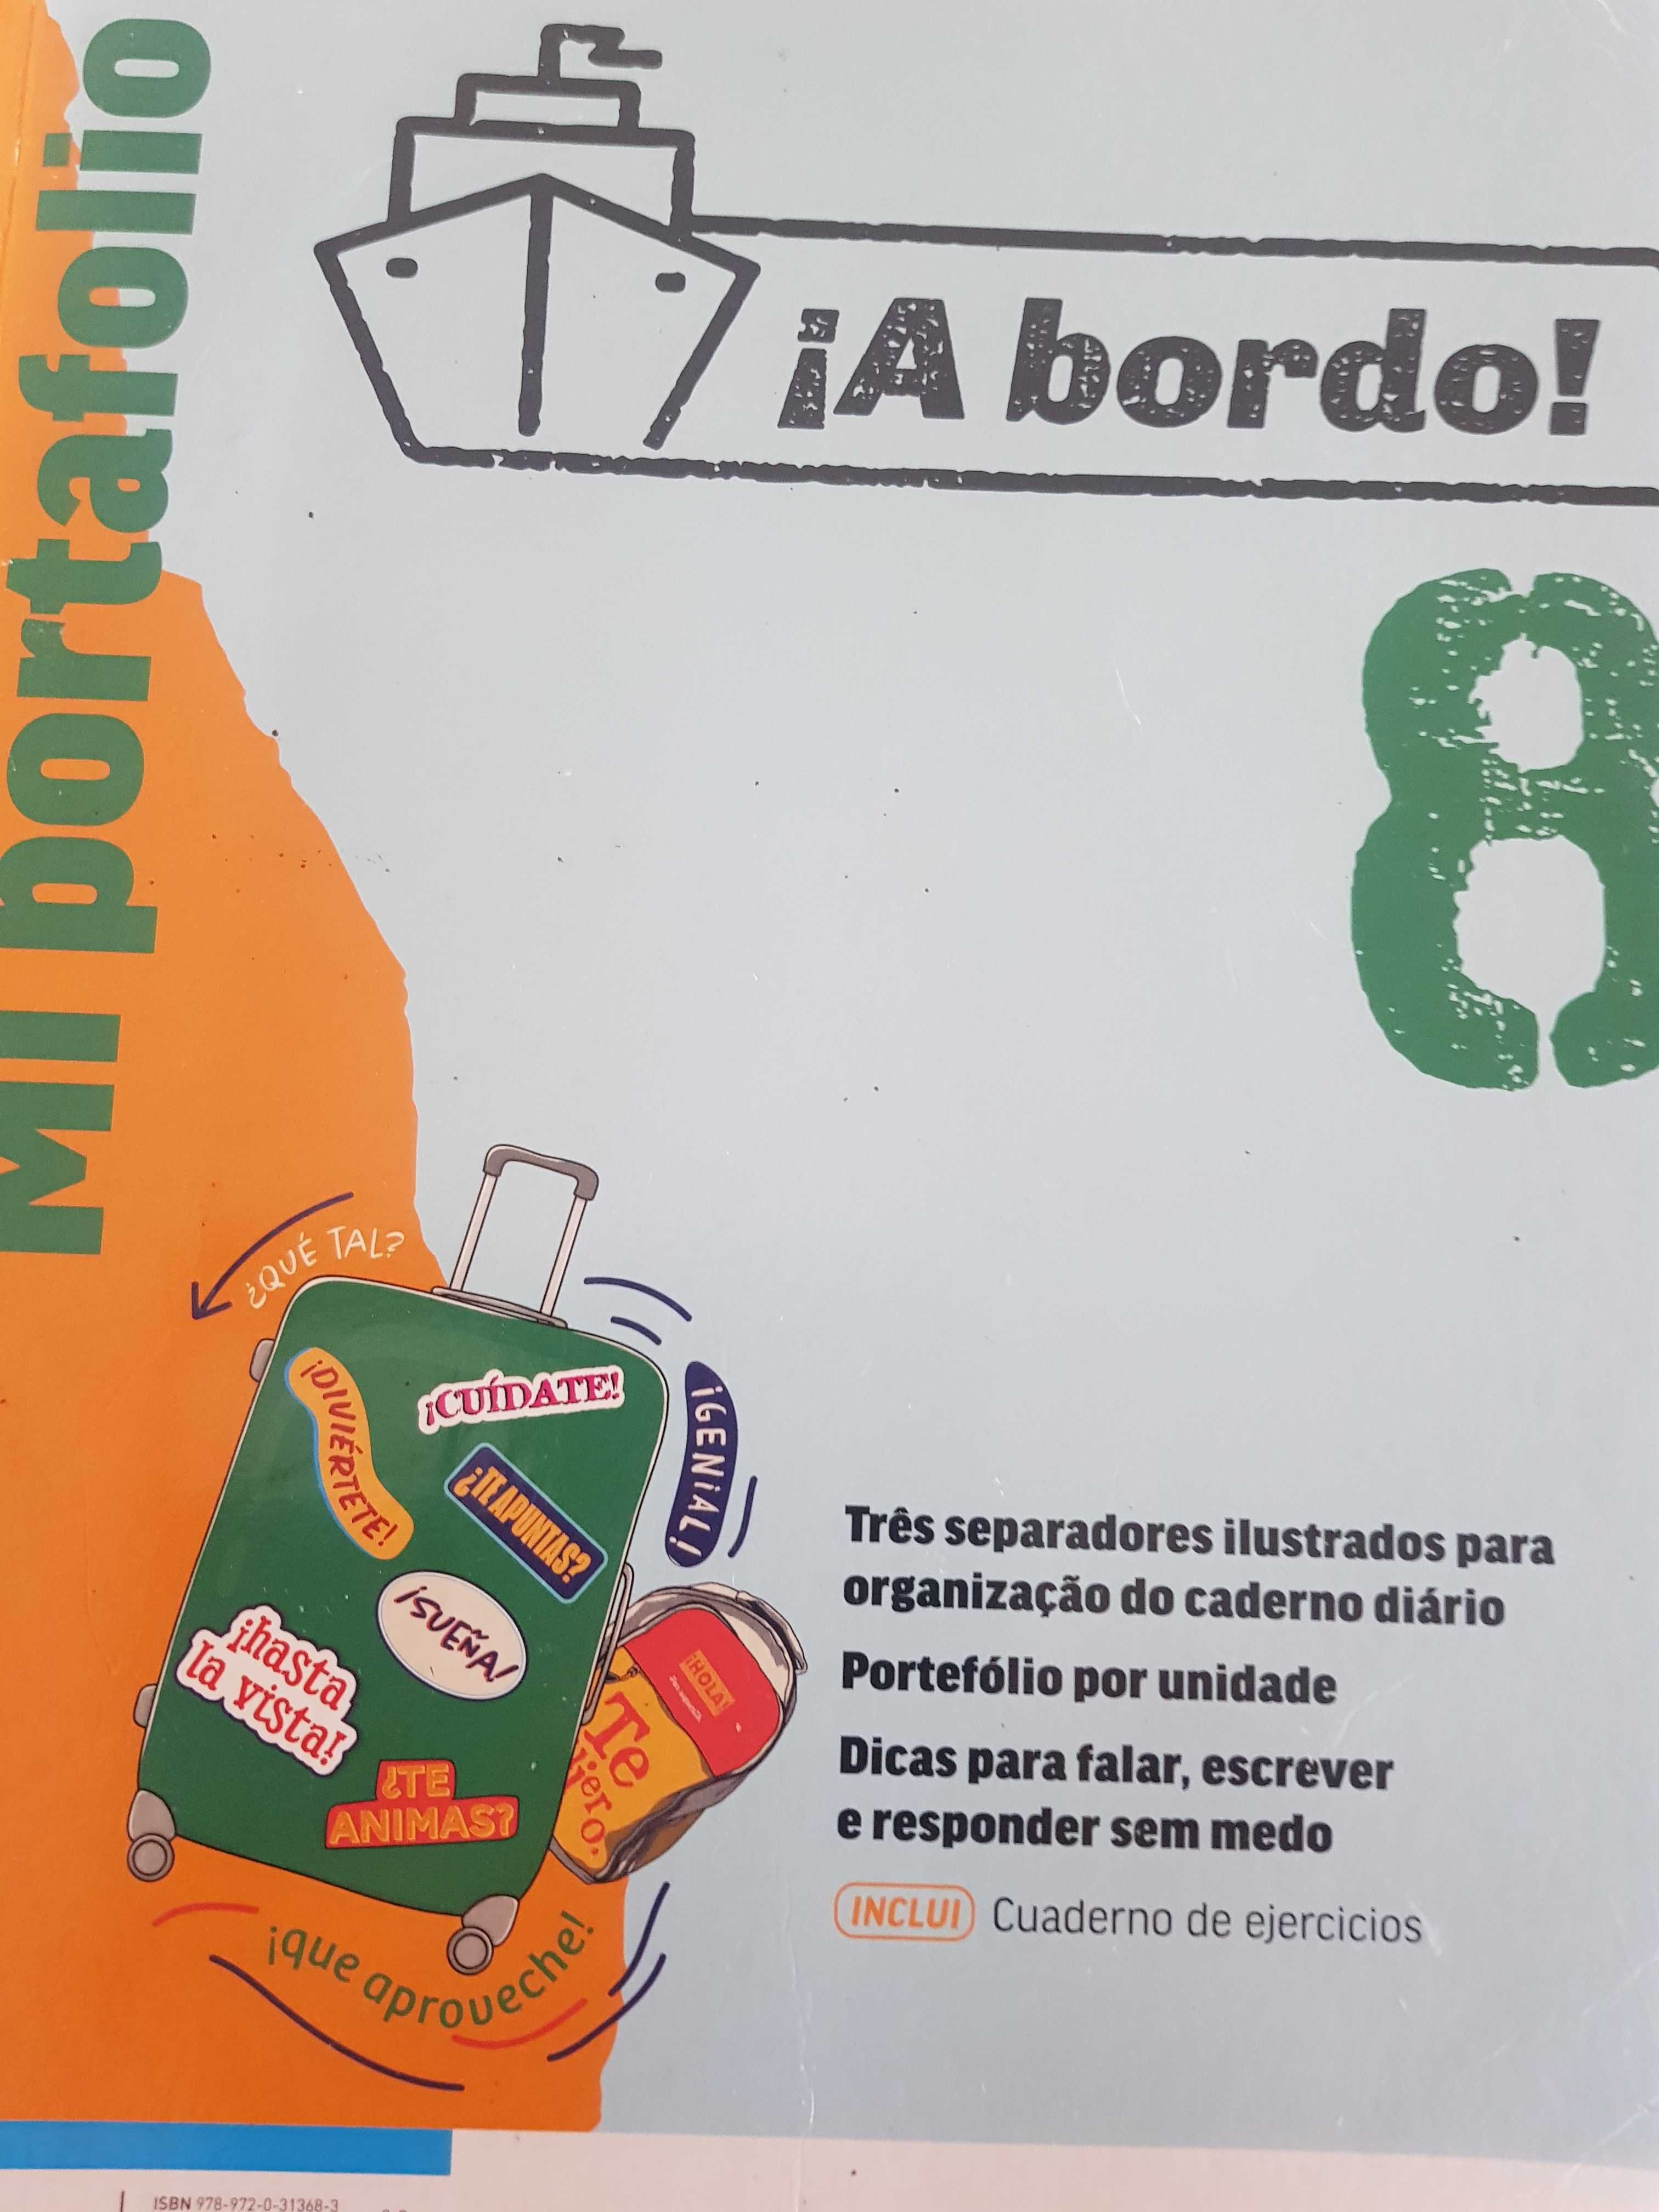 Mi portafolio
¡A bordo!
8
¿QUÉ TAL?
¡DIVIÉRTETE!
¡CUÍDATE!
¿TE APUNTAS?
¡GENIAL!
¡SUEÑA!
¡hasta
la vista!
¿TE
ANIMAS?
¡HOLA!
Te
¡que aproveche!
Três separadores ilustrados para
organização do caderno diário
Portefólio por unidade
Dicas para falar, escrever
e responder sem medo
INCLUI Cuaderno de ejercicios
ISBN 978-972-0-31368-3